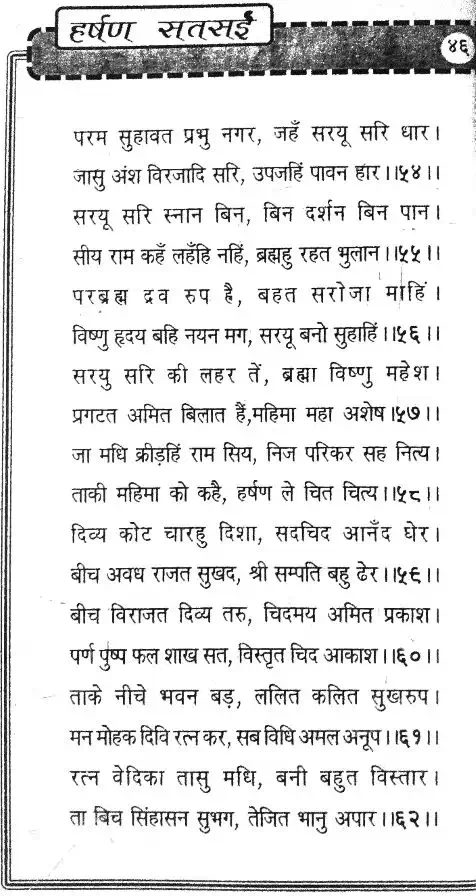 हर्षण सतसई
४६
परम सुहावत प्रभु नगर, जहँ सरयू सरि धार।
जासु अंश विरजादि सरि, उपजहिं पावन हार।।५४।।
सरयू सरि स्नान बिन, बिन दर्शन बिन पान।
सीय राम कहँ लहँहि नहिं, ब्रह्महु रहत भुलान।।५५।।
परब्रह्म द्रव रुप है, बहत सरोजा माहिं ।
विष्णु हृदय बहि नयन मग, सरयू बनो सुहाहिं।।५६।।
सरयु सरि की लहर तें, ब्रह्मा विष्णु महेश।
प्रगटत अमित बिलात हैं,महिमा महा अशेष।।५७।।
जा मधि क्रीड़हिं राम सिय, निज परिकर सह नित्य।
ताकी महिमा को कहै, हर्षण ले चित चित्य।।५८।।
दिव्य कोट चारहु दिशा, सदचिद आनँद घेर।
बीच अवध राजत सुखद, श्री सम्पति बहु ढेर।।५९।।
बीच विराजत दिव्य तरु, चिदमय अमित प्रकाश।
पर्ण पुष्प फल शाख सत, विस्तृत चिद आकाश।।६०।।
ताके नीचे भवन बड़, ललित कलित सुखरुप।
मन मोहक दिवि रत्न कर, सब विधि अमल अनूप।।६१।।
रत्न वेदिका तासु मधि, बनी बहुत विस्तार।
ता बिच सिंहासन सुभग, तेजित भानु अपार।।६२।।